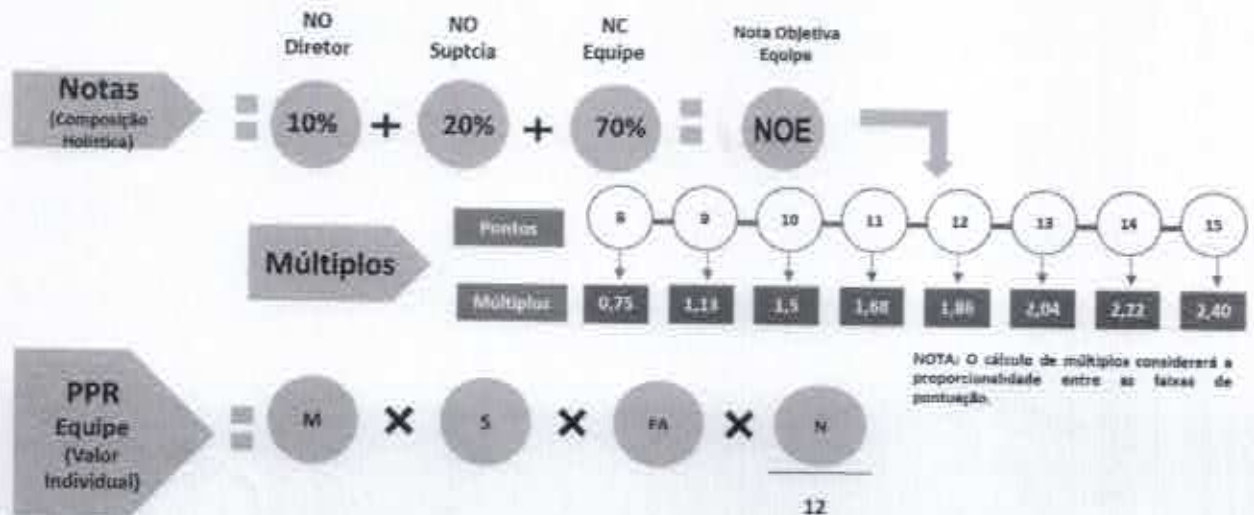 NO
Diretor
NO
Suptcia
NC
Equipe
Nota Objetiva
Equipe
Notas
(Composição
Holística)
=
10%
+
20%
+
70%
=
NOE
Múltiplos
Pontos
8
9
10
11
12
13
14
15
Múltiplos
0,75
1,13
1,5
1,68
1,86
2,04
2,22
2,40
NOTA: O cálculo de múltiplos considerará a
proporcionalidade entre as faixas de
pontuação.
PPR
Equipe
(Valor
Individual)
=
M
×
S
×
FA
×
N
12